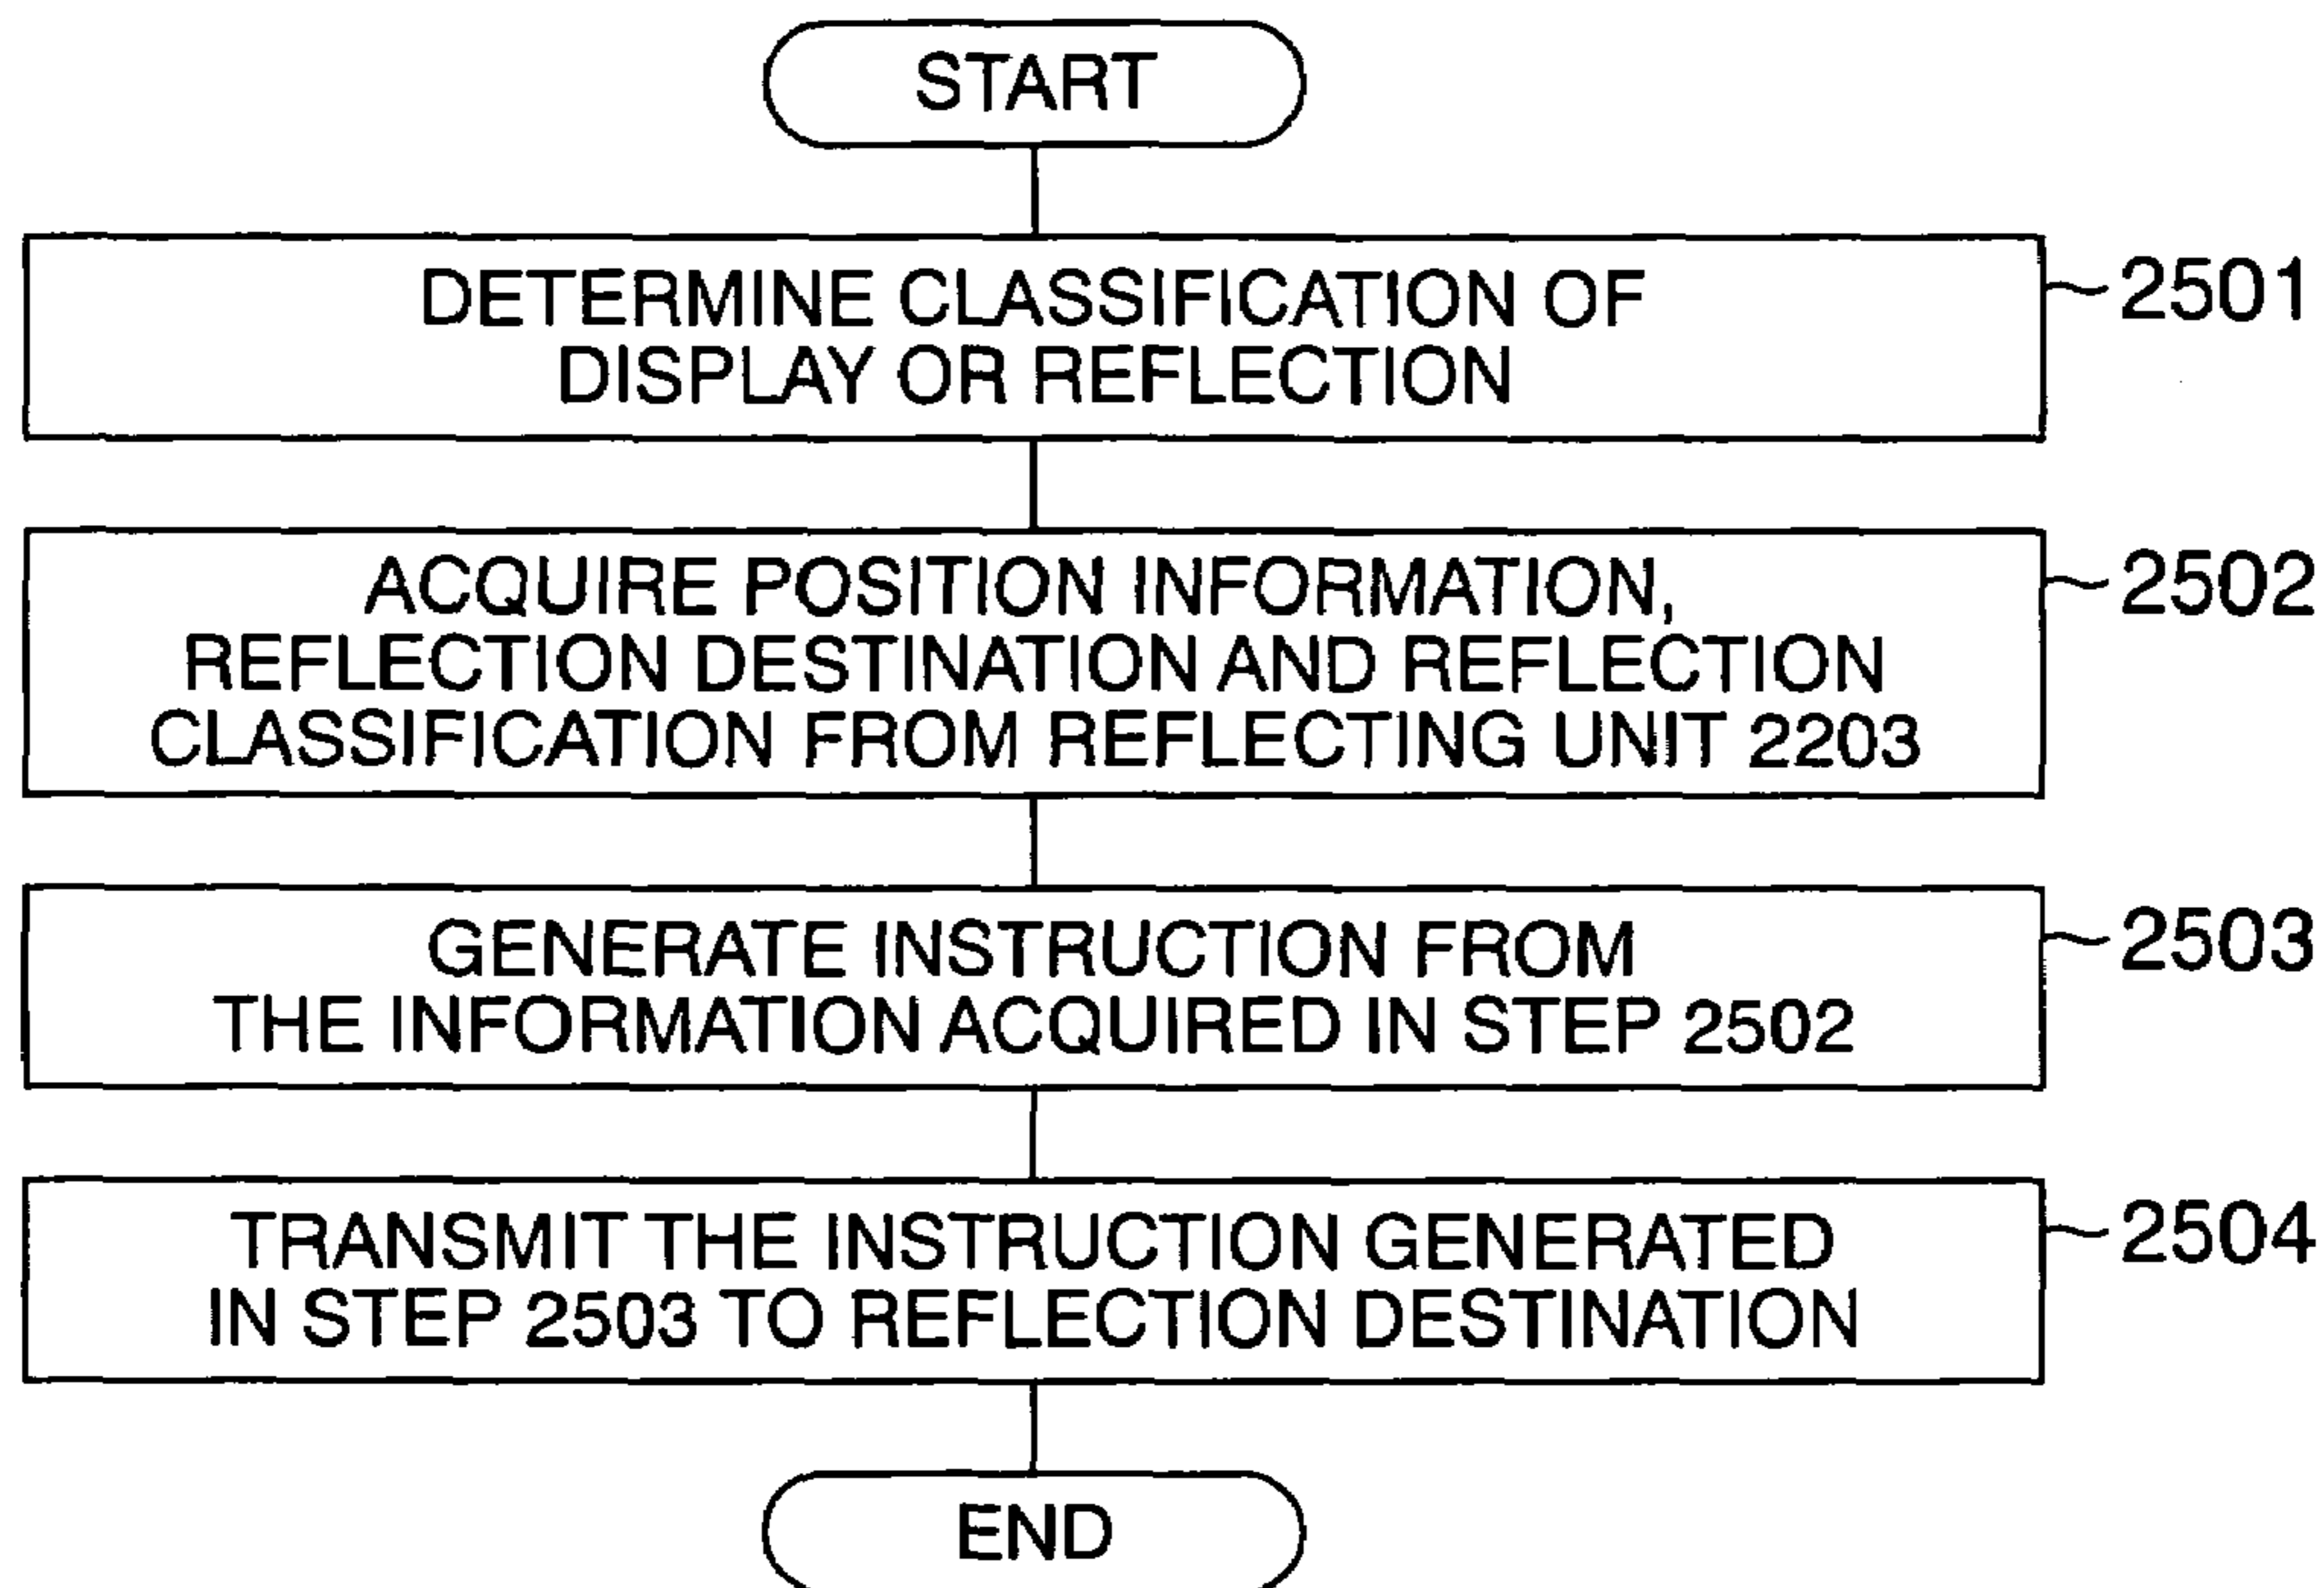 START
DETERMINE CLASSIFICATION OF
DISPLAY OR REFLECTION
2501
ACQUIRE POSITION INFORMATION,
REFLECTION DESTINATION AND REFLECTION
CLASSIFICATION FROM REFLECTING UNIT 2203
2502
GENERATE INSTRUCTION FROM
THE INFORMATION ACQUIRED IN STEP 2502
2503
TRANSMIT THE INSTRUCTION GENERATED
IN STEP 2503 TO REFLECTION DESTINATION
2504
END